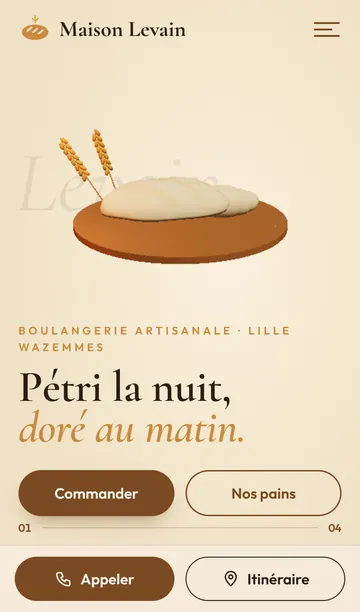 Maison Levain
Levain
BOULANGERIE ARTISANALE · LILLE
WAZEMMES
Pétri la nuit,
doré au matin.
Commander
Nos pains
01
04
Appeler
Itinéraire